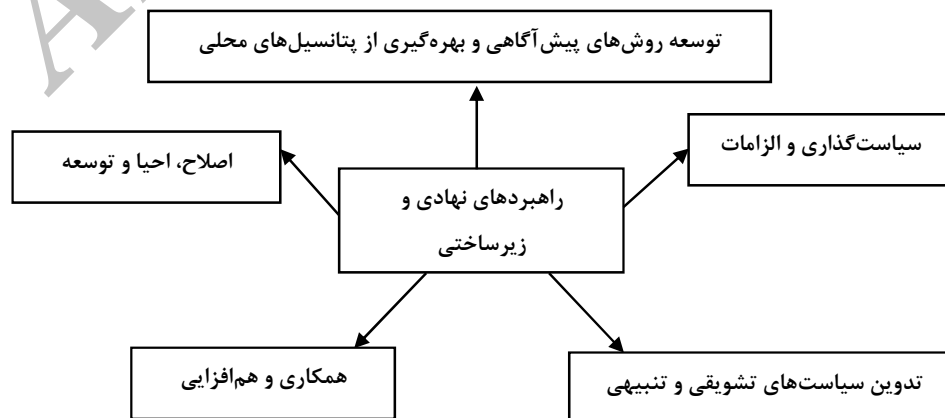 توسعه روش‌های پیش‌آگاهی و بهره‌گیری از پتانسیل‌های محلی
سیاست‌گذاری و الزامات
اصلاح، احیا و توسعه
راهبردهای نهادی و
زیرساختی
تدوین سیاست‌های تشویقی و تنبیهی
همکاری و هم‌افزایی